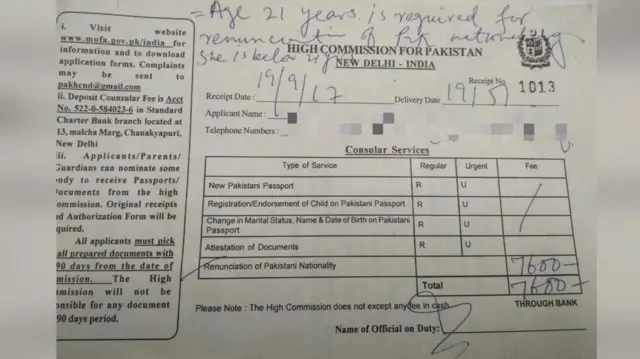 = Age 21 years is required for
renunciation of Pak nationality
She is below 21
i. Visit website
www.mofa.gov.pk/india for
information and to download
application forms. Complaints
may be sent to
pakhcnd@gmail.com
ii. Deposit Counsular Fee is Acct
No. 522-0-584023-6 in Standard
Charter Bank branch located at
13, malcha Marg, Chanakyapuri,
New Delhi
iii. Applicants/Parents/
Guardians can nominate some
body to receive Passports/
Documents from the high
ommission. Original receipts
nd Authorization Form will be
quired.
All applicants must pick
all prepared documents with
90 days from the date of
mission. The High
mmission will not be
onsible for any document
90 days period.
HIGH COMMISSION FOR PAKISTAN
NEW DELHI - INDIA
Receipt No. 1013
Receipt Date : 19/9/17 Delivery Date 19/5/
Applicant Name :
Telephone Numbers :
Consular Services
Type of Service Regular Urgent Fee
New Pakistani Passport R U
Registration/Endorsement of Child on Pakistani Passport R U
Change in Marital Status, Name & Date of Birth on Pakistani
Passport R U
Attestation of Documents R U
Renunciation of Pakistani Nationality 7600-
Total 7600-
Please Note : The High Commission does not except any fee in cash THROUGH BANK
Name of Official on Duty: